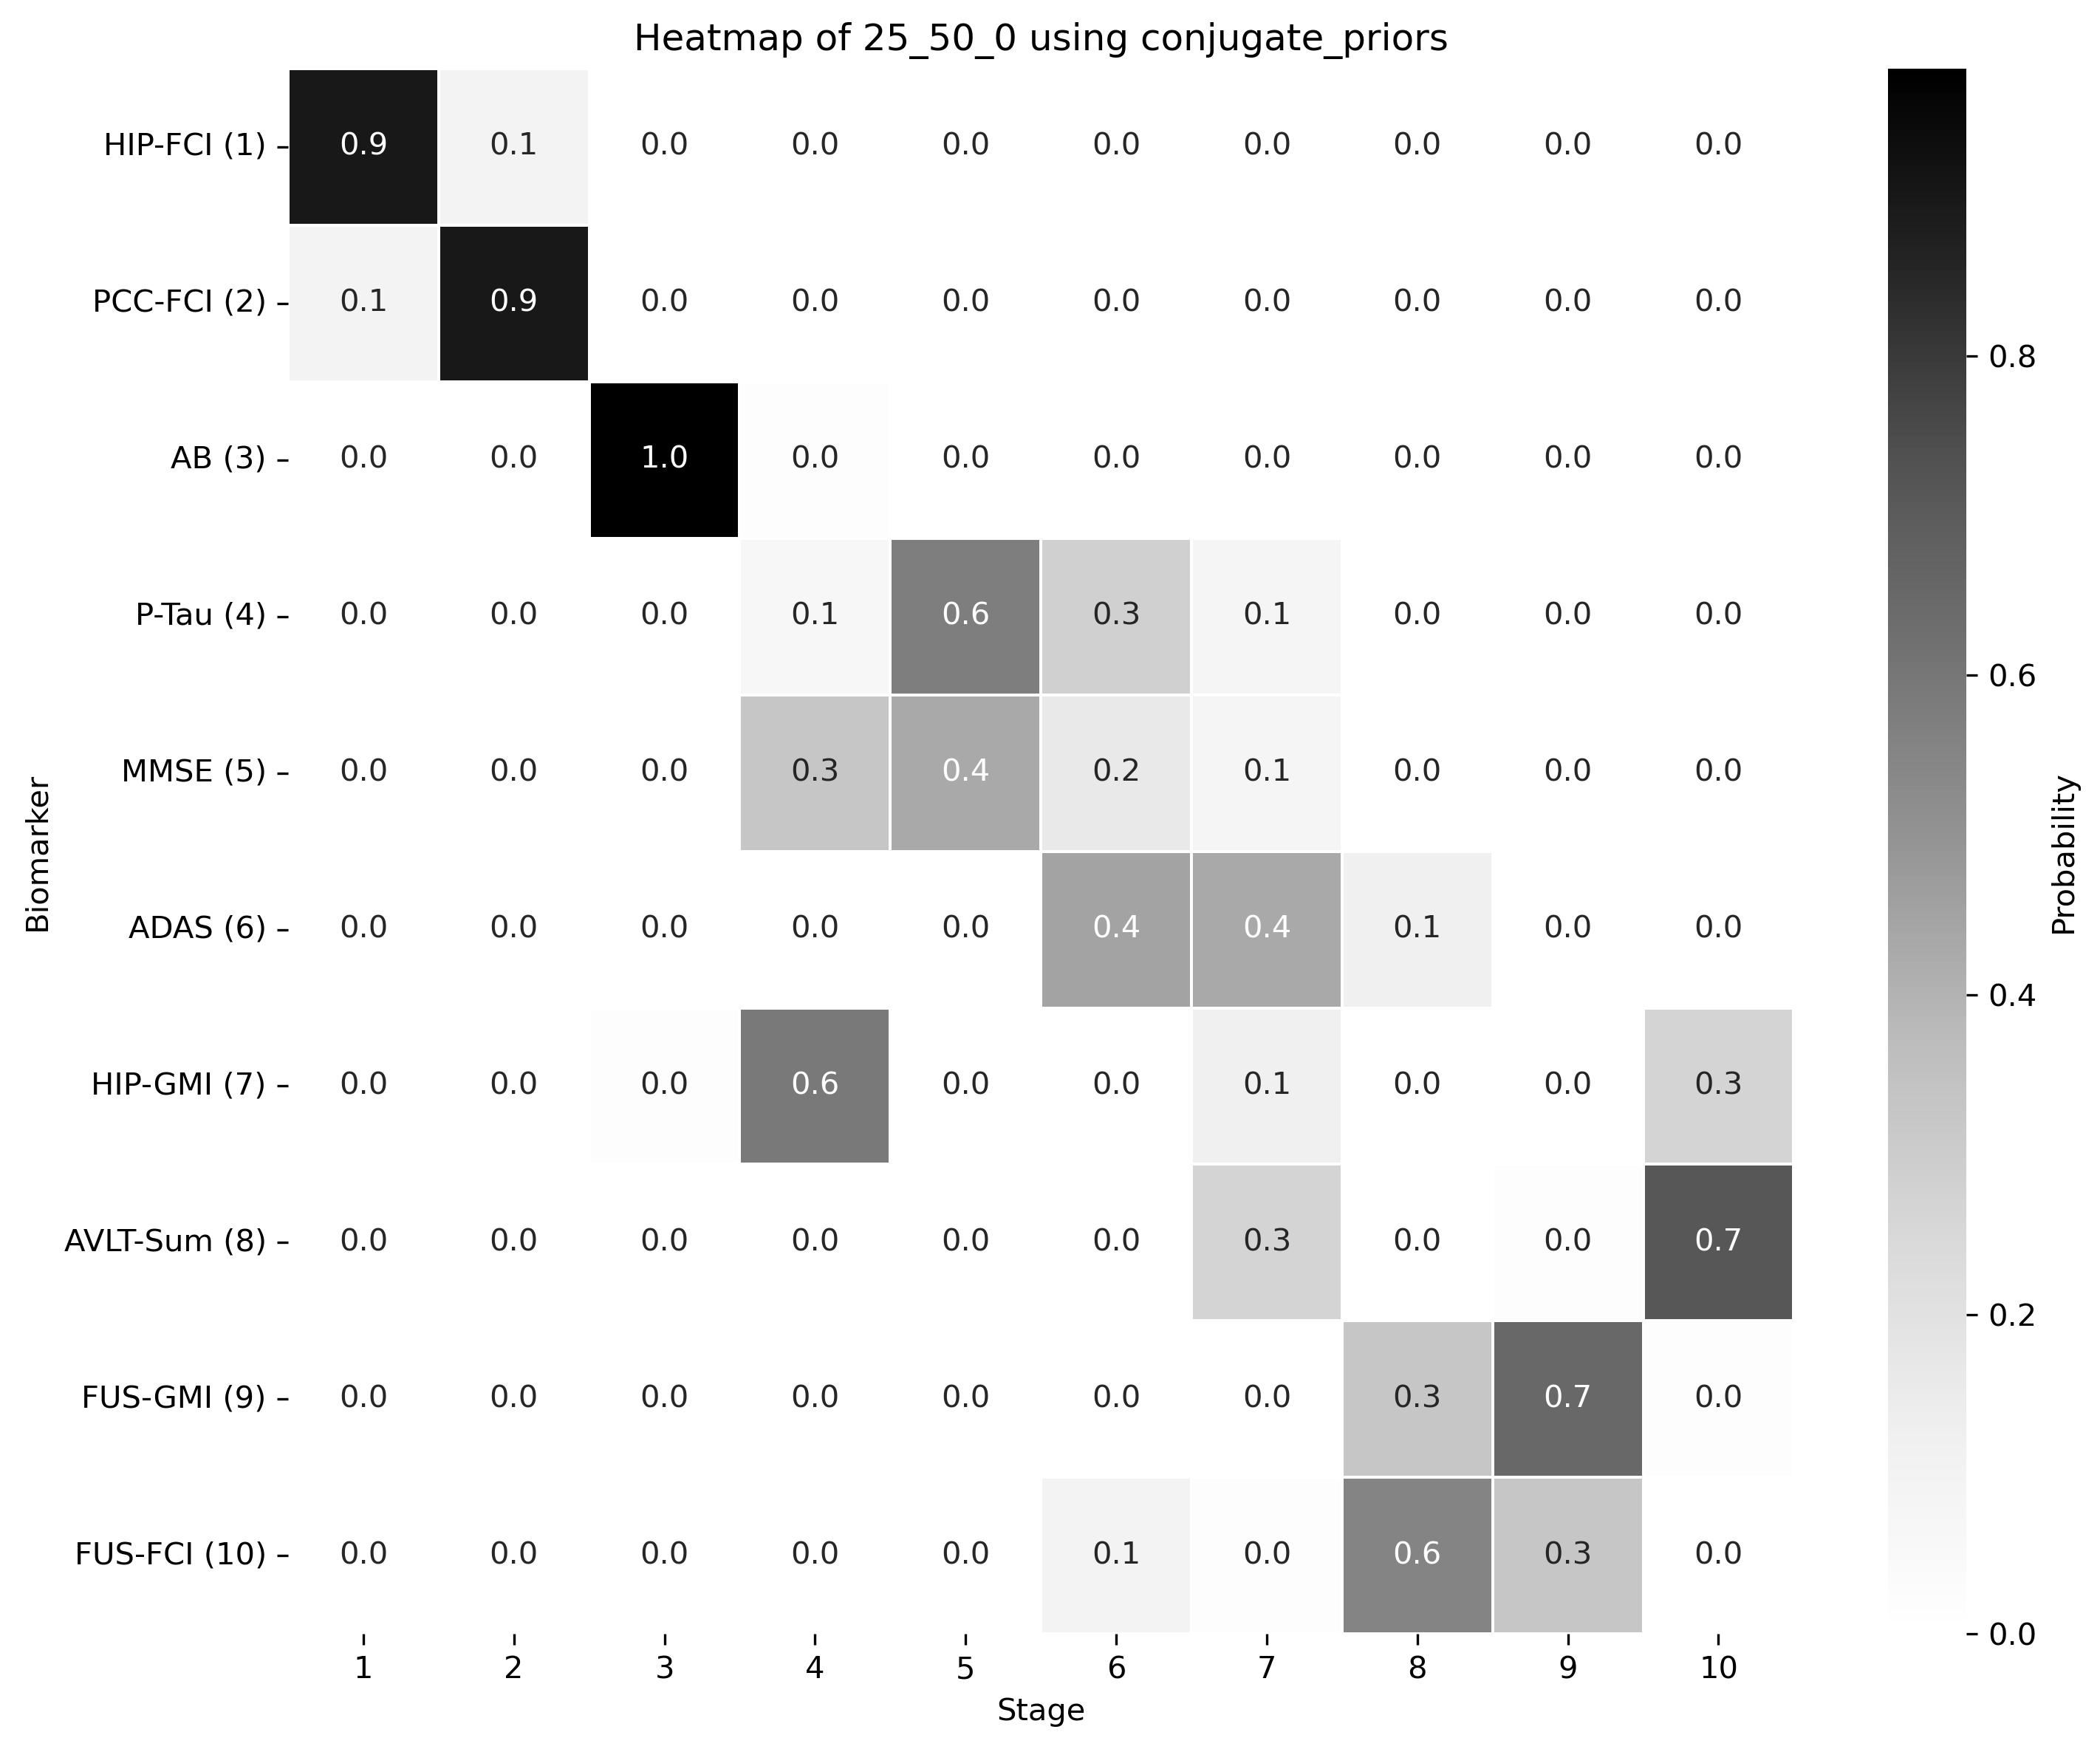 Heatmap of 25_50_0 using conjugate_priors
HIP-FCI (1) 0.9 0.1 0.0 0.0 0.0 0.0 0.0 0.0 0.0 0.0
PCC-FCI (2) 0.1 0.9 0.0 0.0 0.0 0.0 0.0 0.0 0.0 0.0
AB (3) 0.0 0.0 1.0 0.0 0.0 0.0 0.0 0.0 0.0 0.0
P-Tau (4) 0.0 0.0 0.0 0.1 0.6 0.3 0.1 0.0 0.0 0.0
MMSE (5) 0.0 0.0 0.0 0.3 0.4 0.2 0.1 0.0 0.0 0.0
ADAS (6) 0.0 0.0 0.0 0.0 0.0 0.4 0.4 0.1 0.0 0.0
HIP-GMI (7) 0.0 0.0 0.0 0.6 0.0 0.0 0.1 0.0 0.0 0.3
AVLT-Sum (8) 0.0 0.0 0.0 0.0 0.0 0.0 0.3 0.0 0.0 0.7
FUS-GMI (9) 0.0 0.0 0.0 0.0 0.0 0.0 0.0 0.3 0.7 0.0
FUS-FCI (10) 0.0 0.0 0.0 0.0 0.0 0.1 0.0 0.6 0.3 0.0
1 2 3 4 5 6 7 8 9 10
Stage
Biomarker
0.8
0.6
0.4
0.2
0.0
Probability